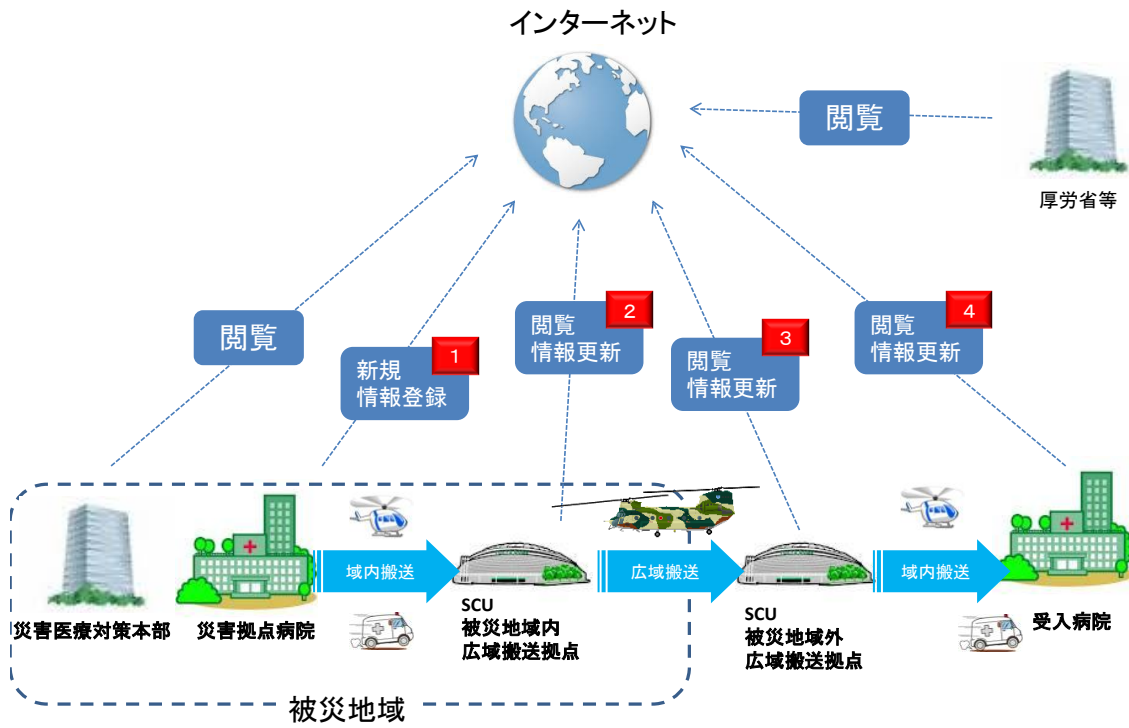 インターネット
閲覧
厚労省等
閲覧
1
新規
情報登録
2
閲覧
情報更新
3
閲覧
情報更新
4
閲覧
情報更新
災害医療対策本部
災害拠点病院
域内搬送
SCU
被災地域内
広域搬送拠点
広域搬送
SCU
被災地域外
広域搬送拠点
域内搬送
受入病院
被災地域